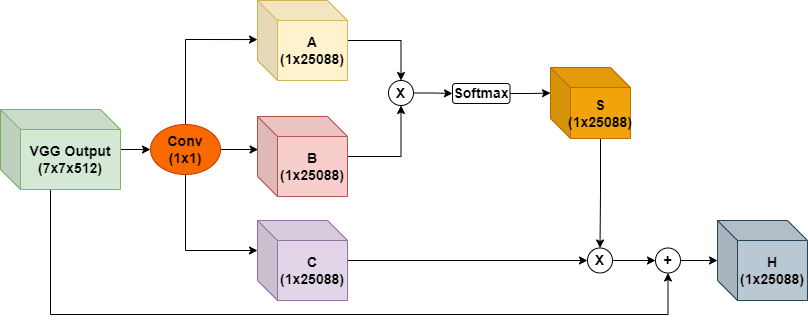 A
(1x25088)
X
Softmax
S
(1x25088)
VGG Output
(7x7x512)
Conv
(1x1)
B
(1x25088)
C
(1x25088)
X
+
H
(1x25088)